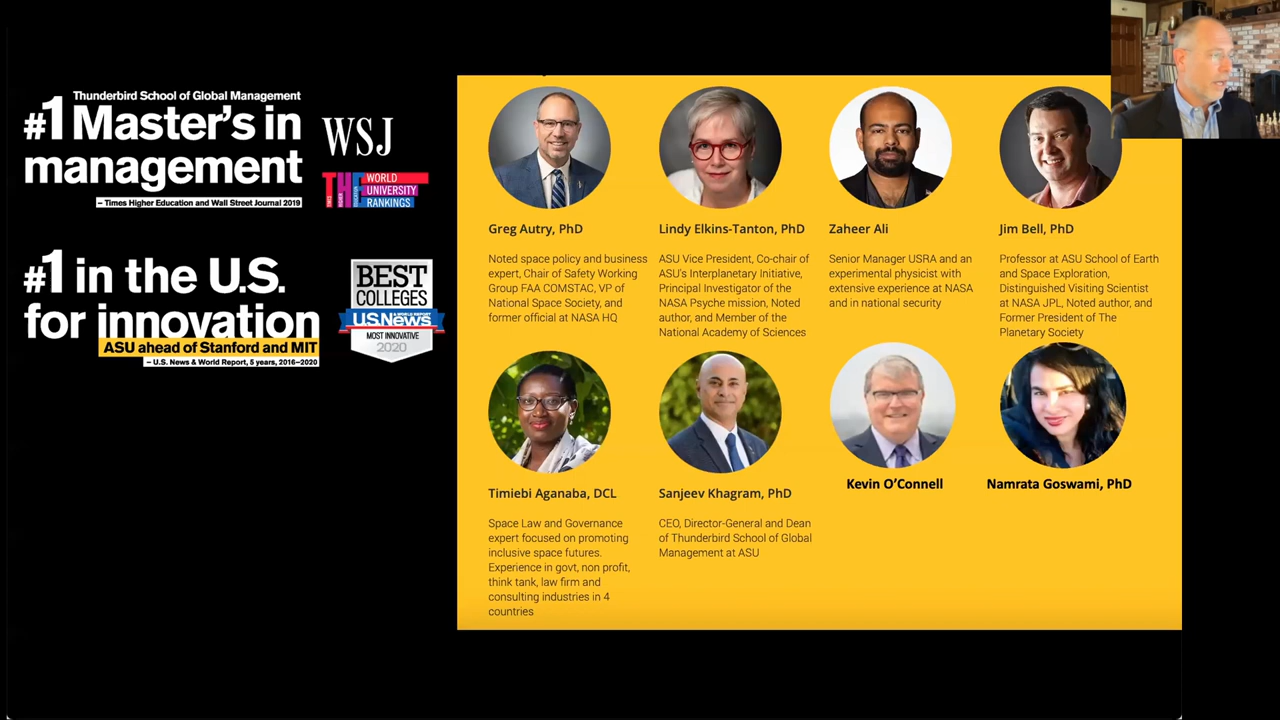 Thunderbird School of Global Management
#1 Master's in
management
– Times Higher Education and Wall Street Journal 2019
WSJ
THE
WORLD
UNIVERSITY
RANKINGS
#1 in the U.S.
for innovation
ASU ahead of Stanford and MIT
– U.S. News & World Report, 5 years, 2016–2020
BEST
COLLEGES
U.S. News
& WORLD REPORT
MOST INNOVATIVE
2020
Greg Autry, PhD
Noted space policy and business
expert, Chair of Safety Working
Group FAA COMSTAC, VP of
National Space Society, and
former official at NASA HQ
Lindy Elkins-Tanton, PhD
ASU Vice President, Co-chair of
ASU's Interplanetary Initiative,
Principal Investigator of the
NASA Psyche mission, Noted
author, and Member of the
National Academy of Sciences
Zaheer Ali
Senior Manager USRA and an
experimental physicist with
extensive experience at NASA
and in national security
Jim Bell, PhD
Professor at ASU School of Earth
and Space Exploration,
Distinguished Visiting Scientist
at NASA JPL, Noted author, and
Former President of The
Planetary Society
Timiebi Aganaba, DCL
Space Law and Governance
expert focused on promoting
inclusive space futures.
Experience in govt, non profit,
think tank, law firm and
consulting industries in 4
countries
Sanjeev Khagram, PhD
CEO, Director-General and Dean
of Thunderbird School of Global
Management at ASU
Kevin O'Connell
Namrata Goswami, PhD